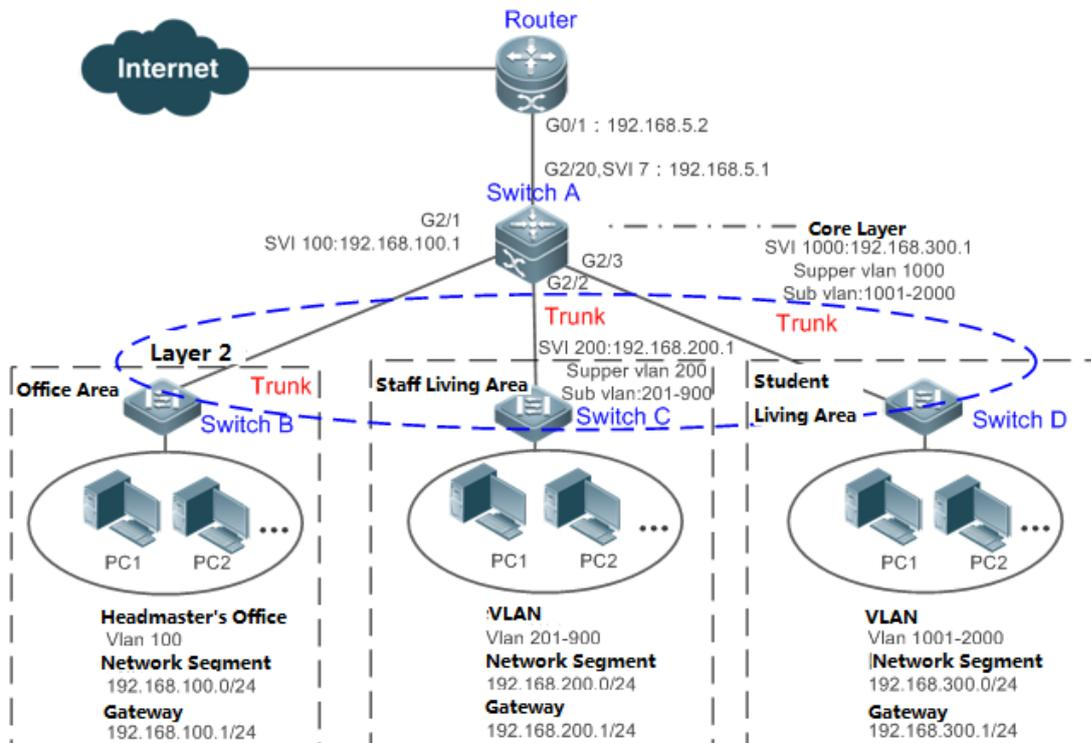 Router
Internet
G0/1 : 192.168.5.2
G2/20,SVI 7 : 192.168.5.1
Switch A
G2/1
SVI 100:192.168.100.1
G2/3
G2/2
Core Layer
SVI 1000:192.168.300.1
Supper vlan 1000
Sub vlan:1001-2000
Trunk
Trunk
Layer 2
SVI 200:192.168.200.1
Supper vlan 200
Sub vlan:201-900
Office Area
Trunk
Switch B
Staff Living Area
Switch C
Student
Living Area
Switch D
PC1
PC2
...
PC1
PC2
...
PC1
PC2
...
Headmaster's Office
Vlan 100
Network Segment
192.168.100.0/24
Gateway
192.168.100.1/24
:VLAN
Vlan 201-900
Network Segment
192.168.200.0/24
Gateway
192.168.200.1/24
VLAN
Vlan 1001-2000
Network Segment
192.168.300.0/24
Gateway
192.168.300.1/24